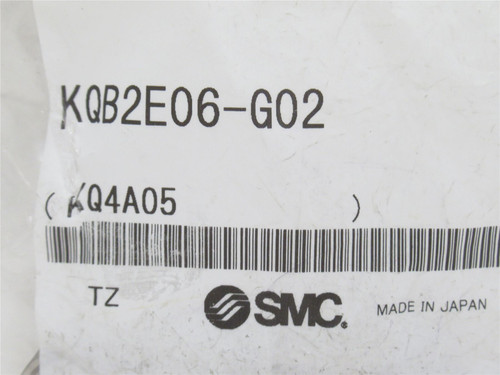 KQB2E06-G02
( KQ4A05 )
TZ SMC® MADE IN JAPAN